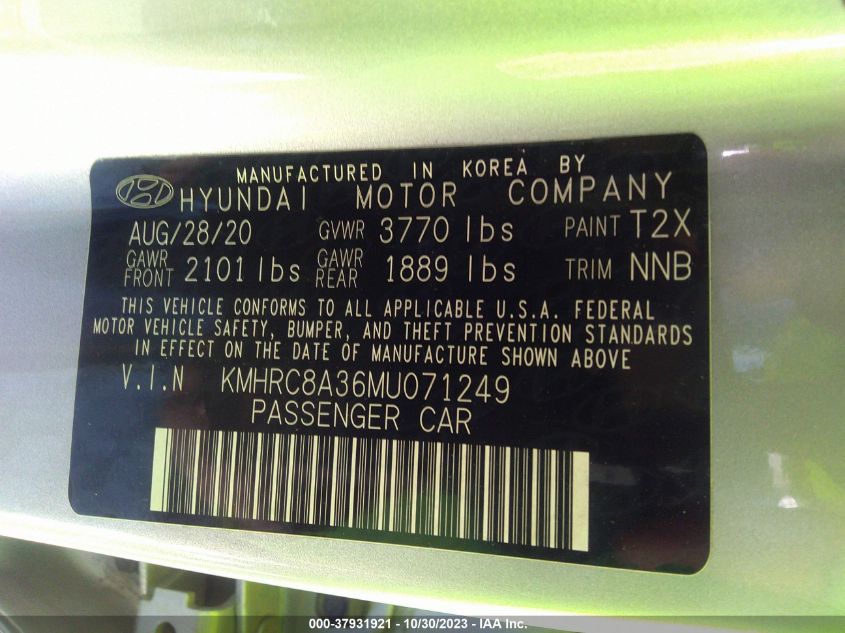 MANUFACTURED IN KOREA BY
HYUNDAI MOTOR COMPANY
AUG/28/20 GVWR 3770 lbs PAINT T2X
GAWR FRONT 2101 lbs GAWR REAR 1889 lbs TRIM NNB
THIS VEHICLE CONFORMS TO ALL APPLICABLE U.S.A. FEDERAL
MOTOR VEHICLE SAFETY, BUMPER, AND THEFT PREVENTION STANDARDS
IN EFFECT ON THE DATE OF MANUFACTURE SHOWN ABOVE
V.I.N KMHRC8A36MU071249
PASSENGER CAR
000-37931921 - 10/30/2023 - IAA Inc.